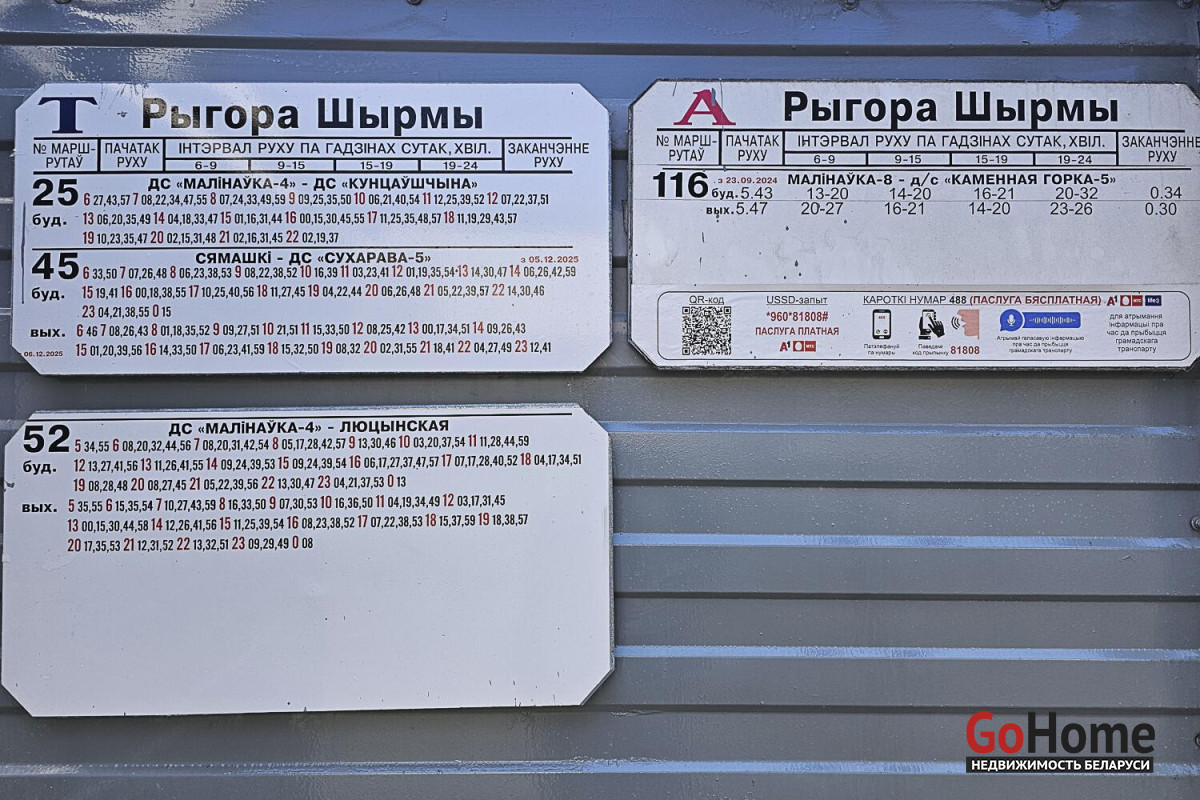 Т Рыгора Шырмы
№ МАРШ-
РУТАЎ
ПАЧАТАК
РУХУ
ІНТЭРВАЛ РУХУ ПА ГАДЗІНАХ СУТАК, ХВІЛ.
6-9 9-15 15-19 19-24
ЗАКАНЧЭННЕ
РУХУ
25 ДС «МАЛІНАЎКА-4» - ДС «КУНЦАЎШЧЫНА»
6 27,43,57 7 08,22,34,47,55 8 07,24,33,49,59 9 09,25,35,50 10 06,21,40,54 11 12,25,39,52 12 07,22,37,51
буд. 13 06,20,35,49 14 04,18,33,47 15 01,16,31,44 16 00,15,30,45,55 17 11,25,35,48,57 18 11,19,29,43,57
19 10,23,35,47 20 02,15,31,48 21 02,16,31,45 22 02,19,37
45 СЯМАШКІ - ДС «СУХАРАВА-5» з 05.12.2025
6 33,50 7 07,26,48 8 06,23,38,53 9 08,22,38,52 10 16,39 11 03,23,41 12 01,19,35,54 13 14,30,47 14 06,26,42,59
буд. 15 19,41 16 00,18,38,55 17 10,25,40,56 18 11,27,45 19 04,22,44 20 06,26,48 21 05,22,39,57 22 14,30,46
23 04,21,38,55 0 15
вых. 6 46 7 08,26,43 8 01,18,35,52 9 09,27,51 10 21,51 11 15,33,50 12 08,25,42 13 00,17,34,51 14 09,26,43
06.12.2025 15 01,20,39,56 16 14,33,50 17 06,23,41,59 18 15,32,50 19 08,32 20 02,31,55 21 18,41 22 04,27,49 23 12,41
52 ДС «МАЛІНАЎКА-4» - ЛЮЦЫНСКАЯ
5 34,55 6 08,20,32,44,56 7 08,20,31,42,54 8 05,17,28,42,57 9 13,30,46 10 03,20,37,54 11 11,28,44,59
буд. 12 13,27,41,56 13 11,26,41,55 14 09,24,39,53 15 09,24,39,54 16 06,17,27,37,47,57 17 07,17,28,40,52 18 04,17,34,51
19 08,28,48 20 08,27,45 21 05,22,39,56 22 13,30,47 23 04,21,37,53 0 13
вых. 5 35,55 6 15,35,54 7 10,27,43,59 8 16,33,50 9 07,30,53 10 16,36,50 11 04,19,34,49 12 03,17,31,45
13 00,15,30,44,58 14 12,26,41,56 15 11,25,39,54 16 08,23,38,52 17 07,22,38,53 18 15,37,59 19 18,38,57
20 17,35,53 21 12,31,52 22 13,32,51 23 09,29,49 0 08
А Рыгора Шырмы
№ МАРШ-
РУТАЎ
ПАЧАТАК
РУХУ
ІНТЭРВАЛ РУХУ ПА ГАДЗІНАХ СУТАК, ХВІЛ.
6-9 9-15 15-19 19-24
ЗАКАНЧЭННЕ
РУХУ
116 з 23.09.2024 МАЛІНАЎКА-8 - д/с «КАМЕННАЯ ГОРКА-5»
буд. 5.43 13-20 14-20 16-21 20-32 0.34
вых. 5.47 20-27 16-21 14-20 23-26 0.30
QR-код
USSD-запыт
*960*81808#
ПАСЛУГА ПЛАТНАЯ
А1 МТС
КАРОТКІ НУМАР 488 (ПАСЛУГА БЯСПЛАТНАЯ) А1 МТС
Патэлефануй
па нумары
Паведамі
код прыпынку 81808
Атрымай галасавую інфармацыю
пра час да прыбыцця
грамадскага транспарту
для атрымання
інфармацыі пра
час да прыбыцця
грамадскага
транспарту
GoHome
НЕДВИЖИМОСТЬ БЕЛАРУСИ